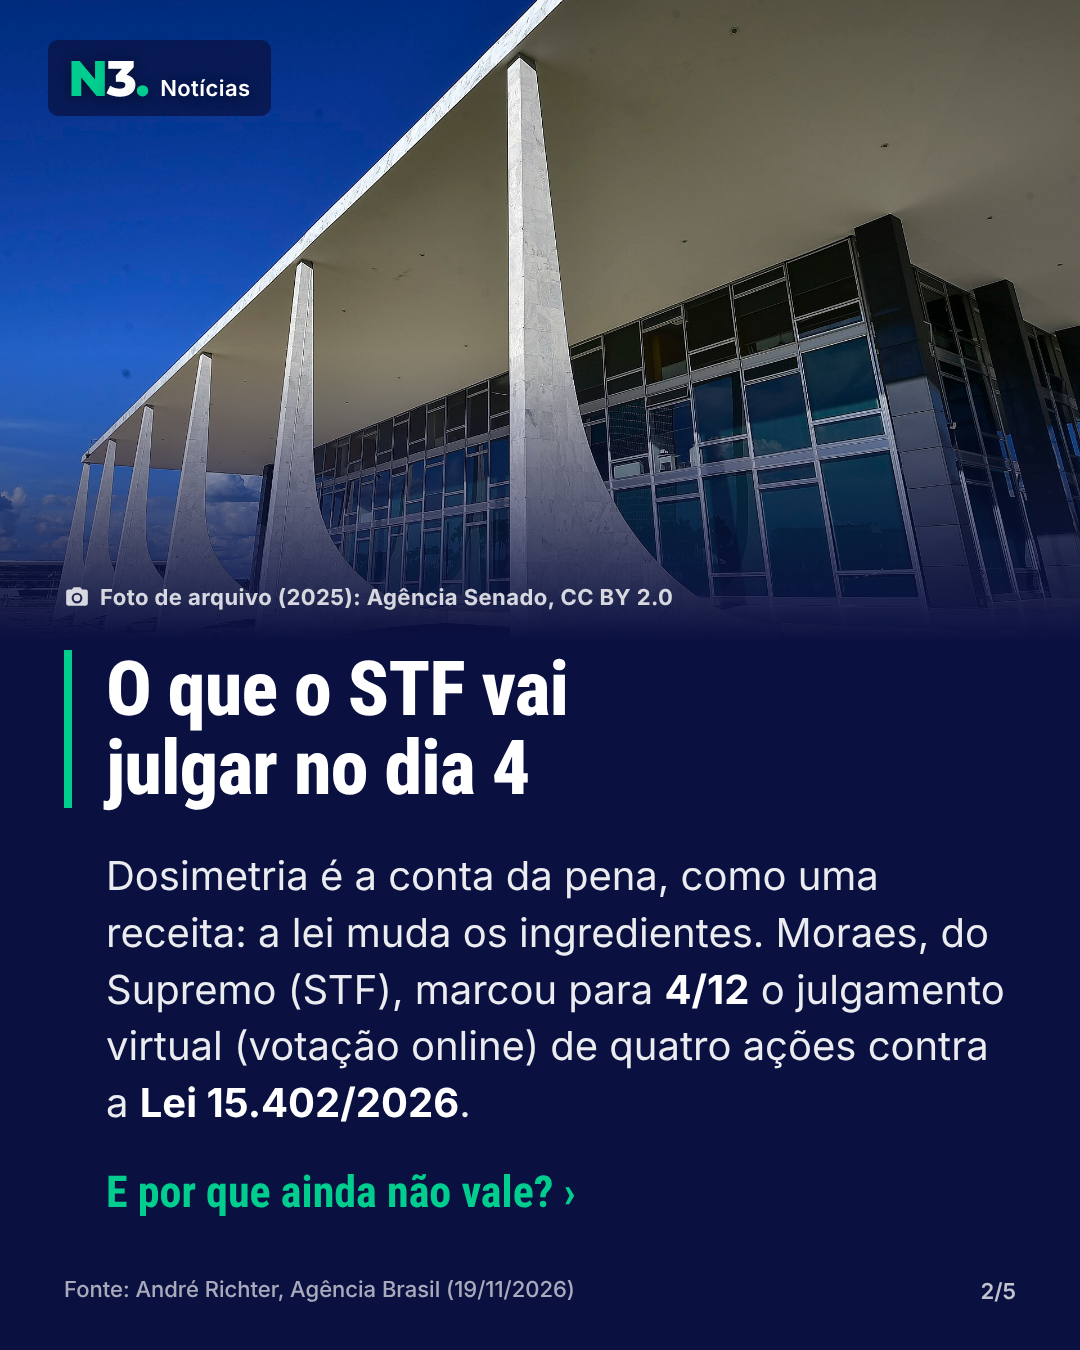 N3. Notícias
Foto de arquivo (2025): Agência Senado, CC BY 2.0
O que o STF vai
julgar no dia 4
Dosimetria é a conta da pena, como uma
receita: a lei muda os ingredientes. Moraes, do
Supremo (STF), marcou para 4/12 o julgamento
virtual (votação online) de quatro ações contra
a Lei 15.402/2026.
E por que ainda não vale? ›
Fonte: André Richter, Agência Brasil (19/11/2026)
2/5